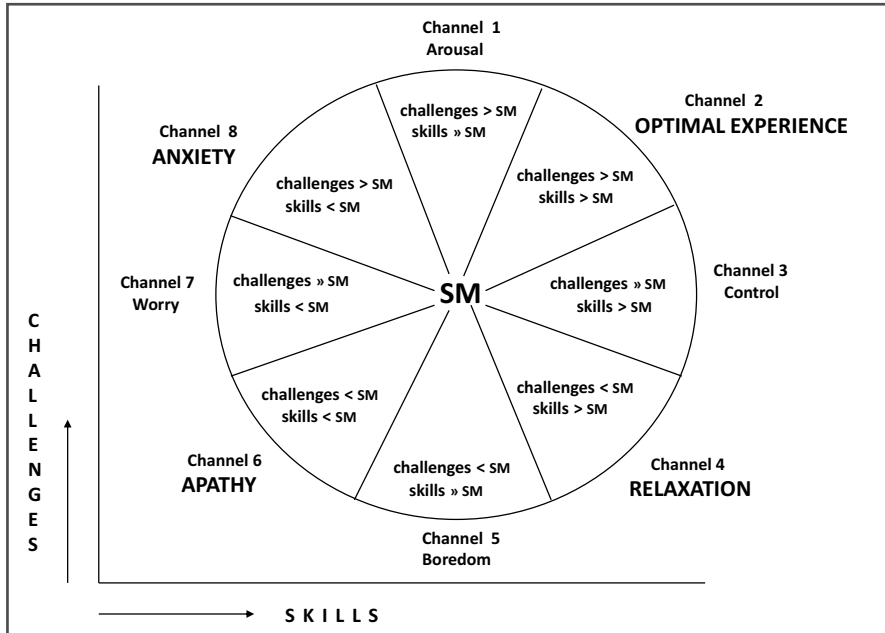 Channel 1
Arousal
challenges > SM
skills » SM
Channel 2
OPTIMAL EXPERIENCE
challenges > SM
skills > SM
Channel 3
Control
challenges » SM
skills > SM
Channel 4
RELAXATION
challenges < SM
skills > SM
Channel 5
Boredom
challenges < SM
skills » SM
Channel 6
APATHY
challenges < SM
skills < SM
Channel 7
Worry
challenges » SM
skills < SM
Channel 8
ANXIETY
challenges > SM
skills < SM
SM
CHALLENGES
SKILLS